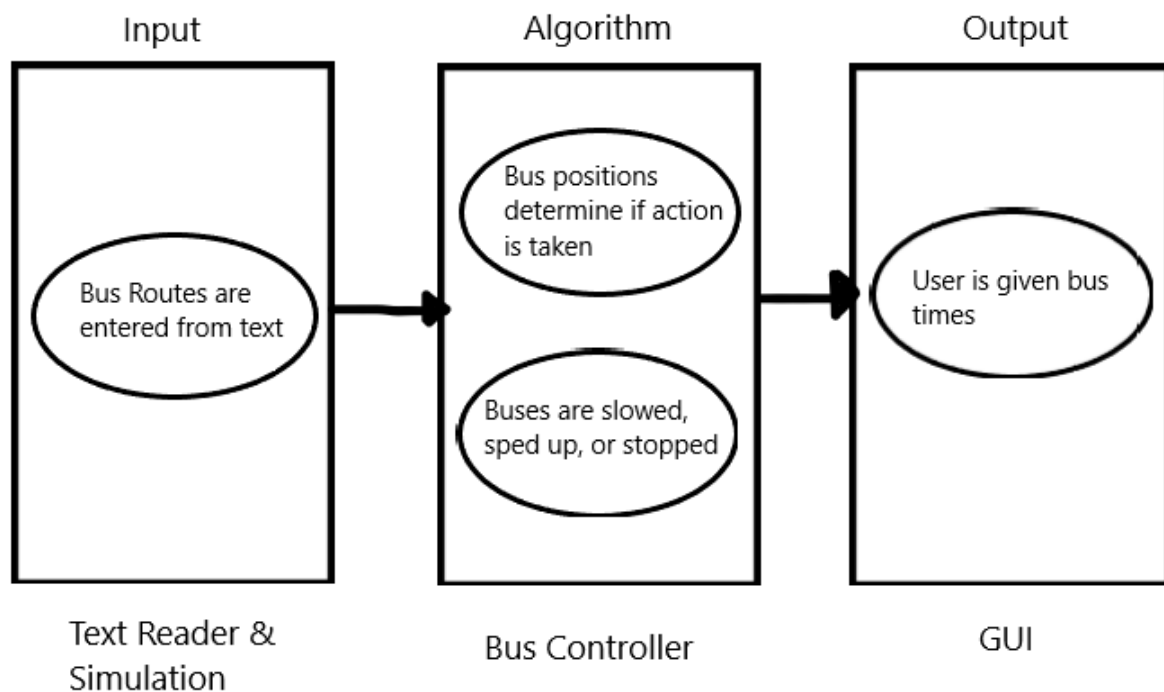 Input
Algorithm
Output
Bus Routes are
entered from text
Bus positions
determine if action
is taken
Buses are slowed,
sped up, or stopped
User is given bus
times
Text Reader &
Simulation
Bus Controller
GUI